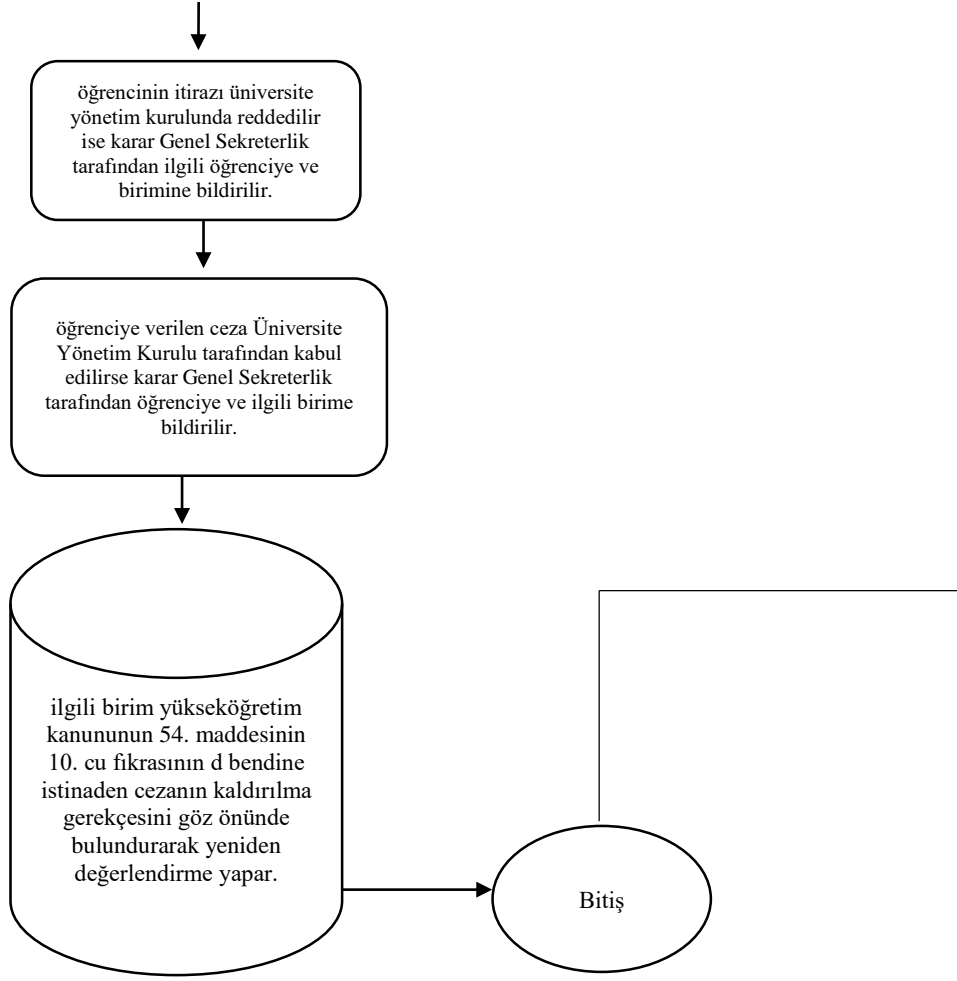 öğrencinin itirazı üniversite
yönetim kurulunda reddedilir
ise karar Genel Sekreterlik
tarafından ilgili öğrenciye ve
birimine bildirilir.
öğrenciye verilen ceza Üniversite
Yönetim Kurulu tarafından kabul
edilirse karar Genel Sekreterlik
tarafından öğrenciye ve ilgili birime
bildirilir.
ilgili birim yükseköğretim
kanununun 54. maddesinin
10. cu fıkrasının d bendine
istinaden cezanın kaldırılma
gerekçesini göz önünde
bulundurarak yeniden
değerlendirme yapar.
Bitiş